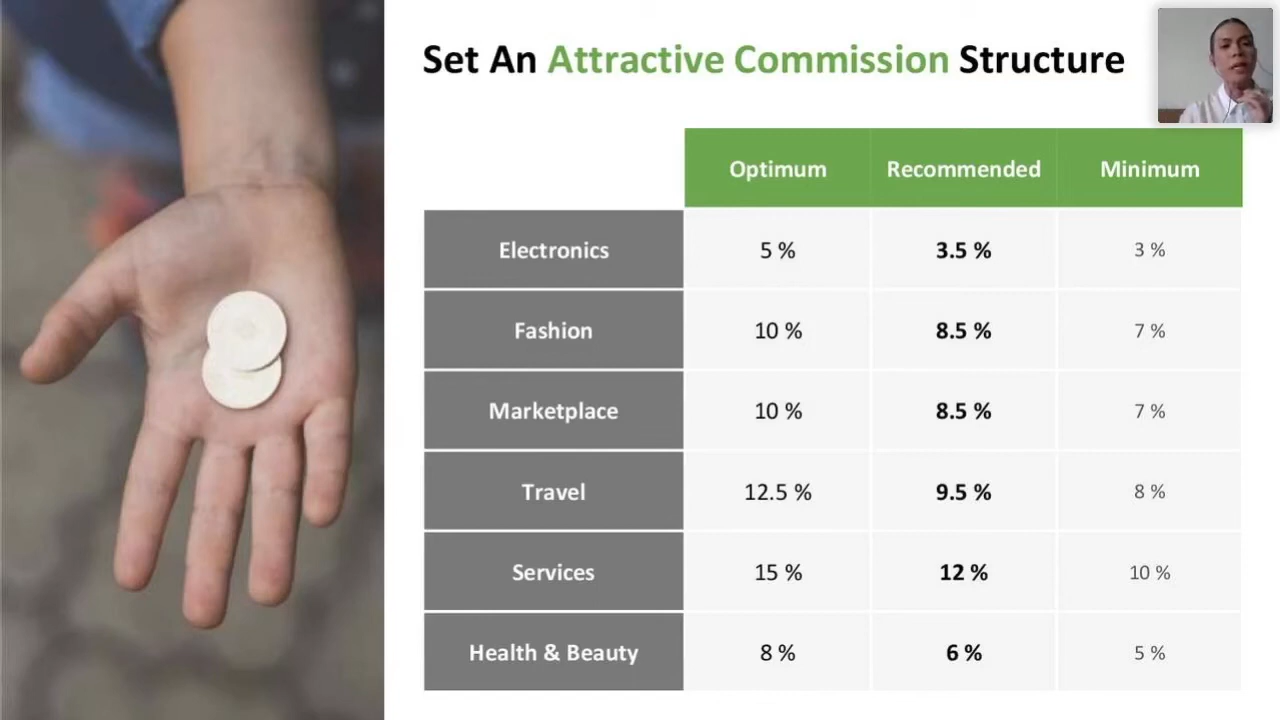 Set An Attractive Commission Structure
Optimum Recommended Minimum
Electronics 5 % 3.5 % 3 %
Fashion 10 % 8.5 % 7 %
Marketplace 10 % 8.5 % 7 %
Travel 12.5 % 9.5 % 8 %
Services 15 % 12 % 10 %
Health & Beauty 8 % 6 % 5 %